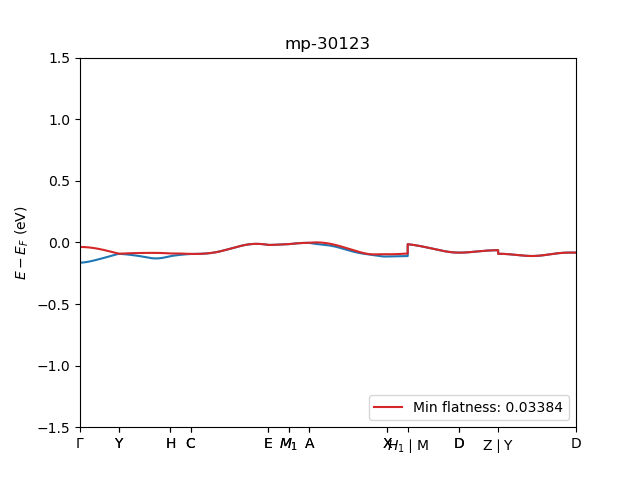 mp-30123
1.5
1.0
0.5
0.0
−0.5
−1.0
−1.5
E − E_F (eV)
Min flatness: 0.03384
Γ Y H C E M_1 A X H_1 | M D Z | Y D